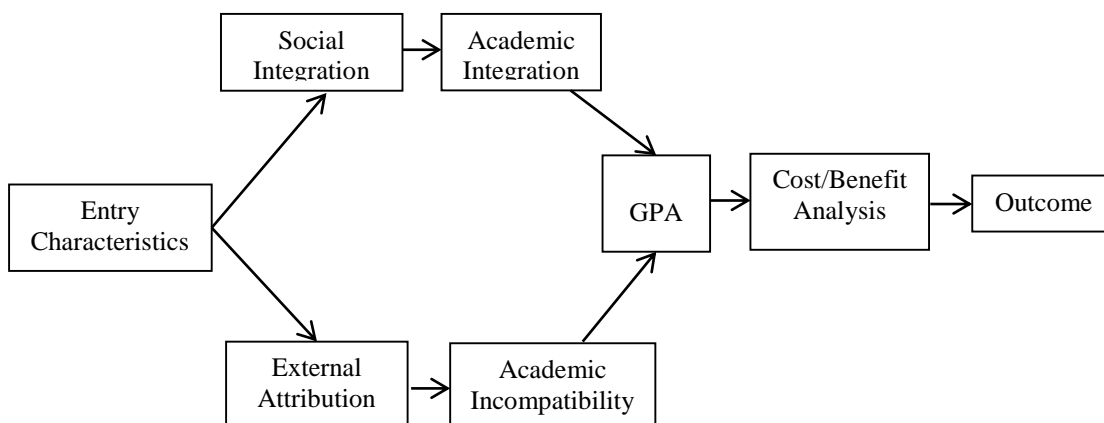 Social
Integration
Academic
Integration
Entry
Characteristics
GPA
Cost/Benefit
Analysis
Outcome
External
Attribution
Academic
Incompatibility